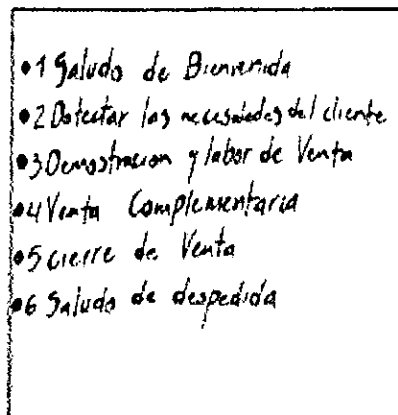 •1 Saludo de Bienvenida
•2 Detectar las necesidades del cliente
•3 Demostracion y labor de Venta
•4 Venta Complementaria
•5 cierre de Venta
•6 Saludo de despedida